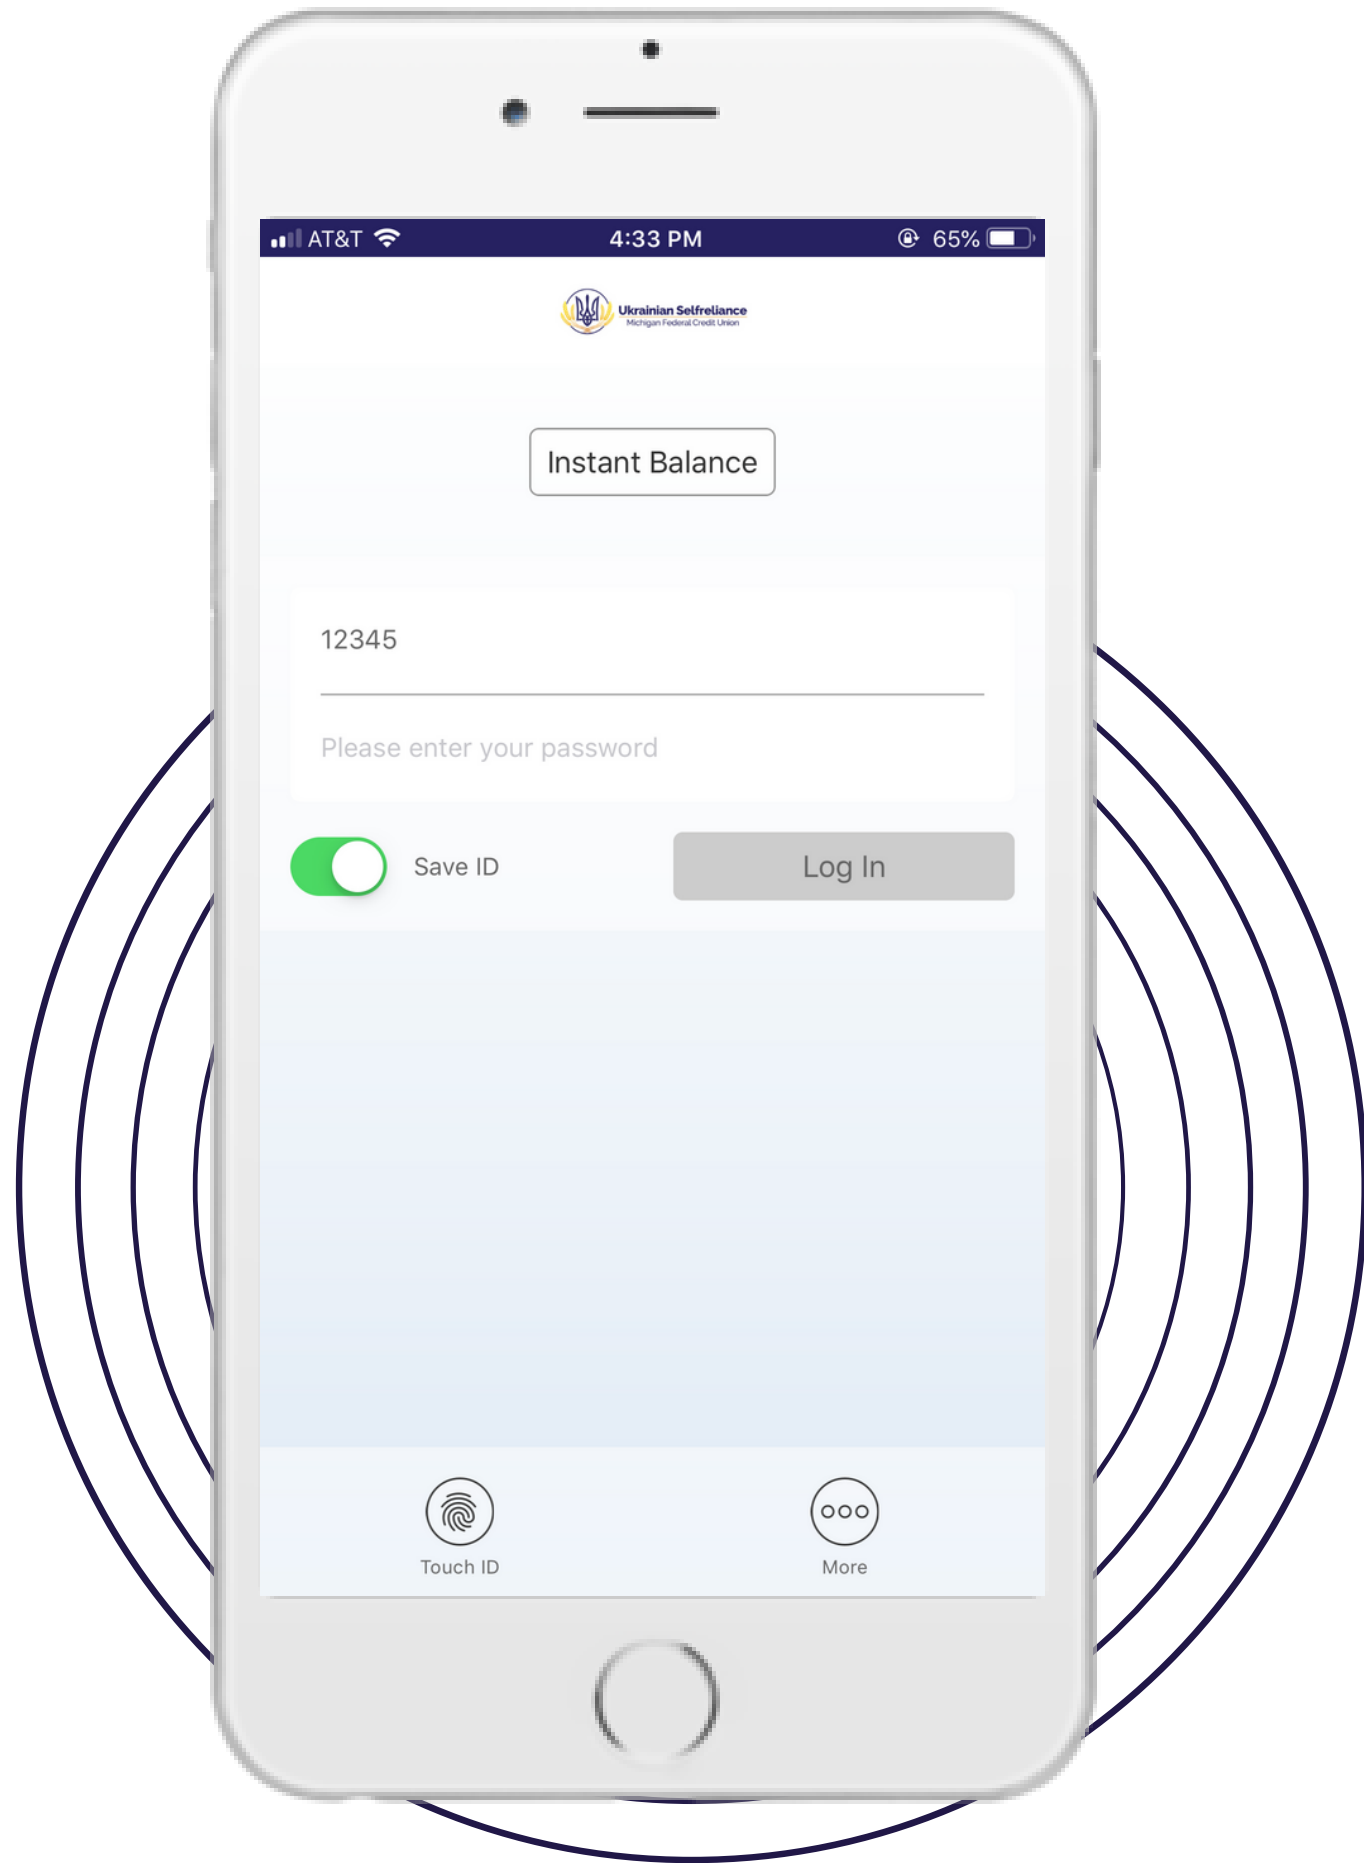 AT&T 4:33 PM 65%
Ukrainian Selfreliance
Michigan Federal Credit Union
Instant Balance
12345
Please enter your password
Save ID Log In
Touch ID More